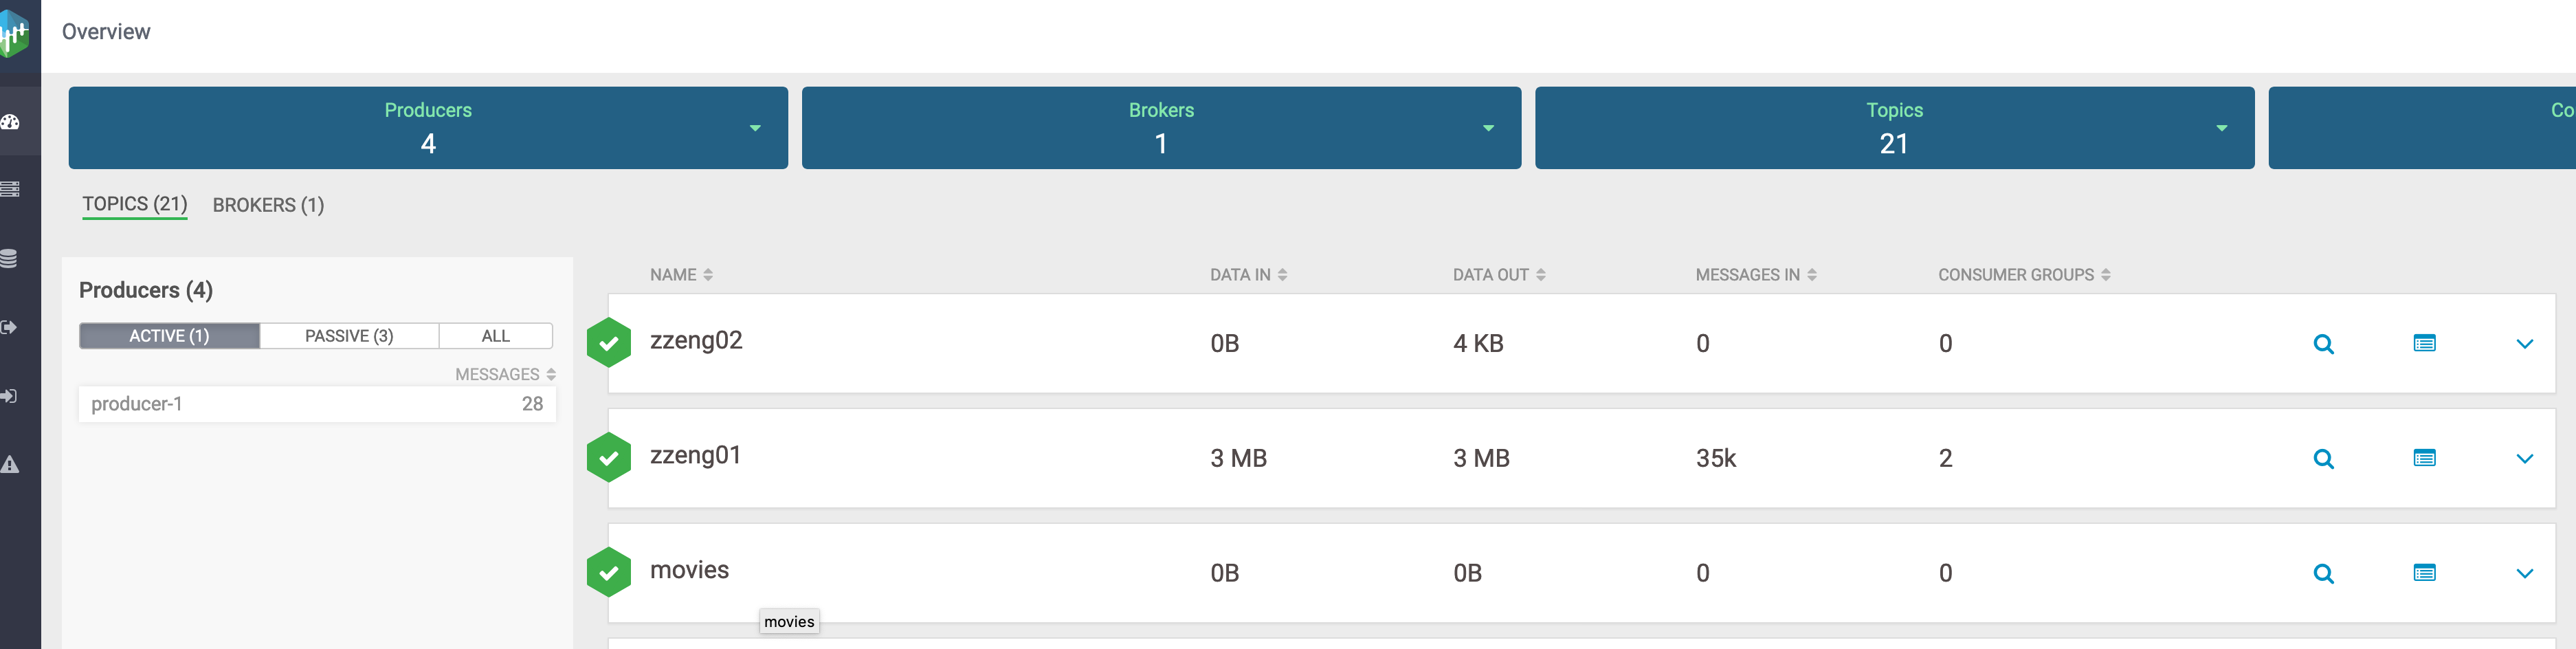 Overview
Producers
4
Brokers
1
Topics
21
Co
TOPICS (21) BROKERS (1)
Producers (4)
ACTIVE (1) PASSIVE (3) ALL
MESSAGES
producer-1 28
NAME DATA IN DATA OUT MESSAGES IN CONSUMER GROUPS
zzeng02 0B 4 KB 0 0
zzeng01 3 MB 3 MB 35k 2
movies 0B 0B 0 0
movies